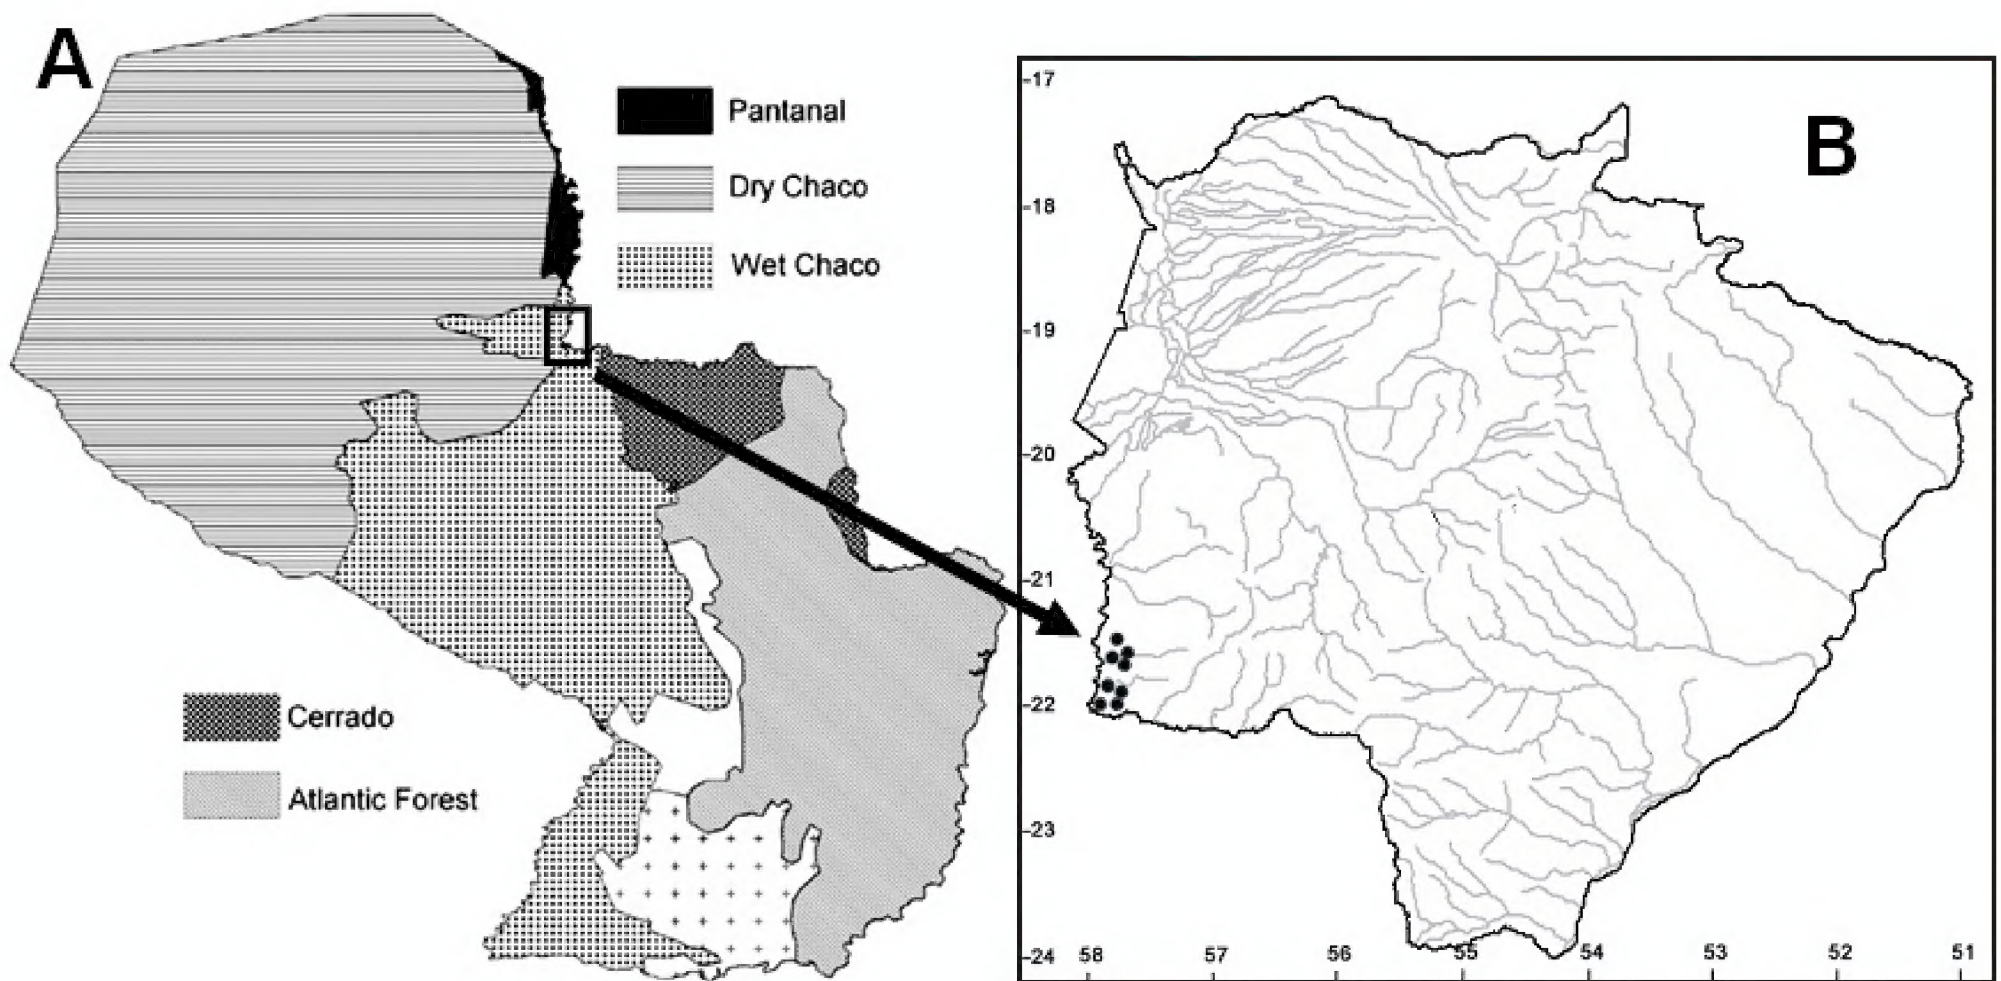 A
Pantanal
Dry Chaco
Wet Chaco
Cerrado
Atlantic Forest
B
-17
-18
-19
-20
-21
-22
-23
-24
58 57 56 55 54 53 52 51